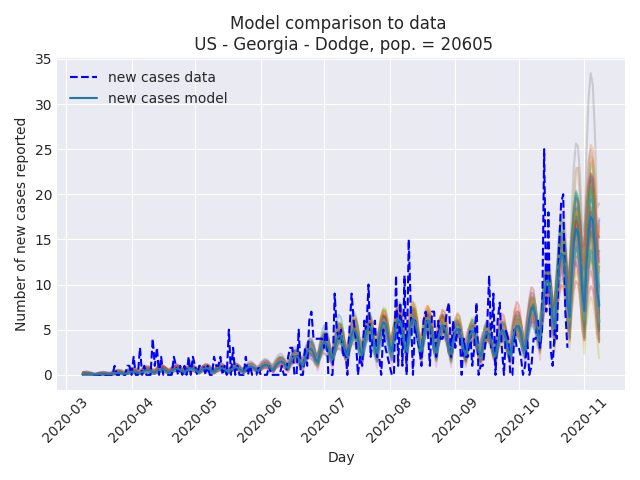 Model comparison to data
US - Georgia - Dodge, pop. = 20605
new cases data
new cases model
Number of new cases reported
35
30
25
20
15
10
5
0
2020-03
2020-04
2020-05
2020-06
2020-07
2020-08
2020-09
2020-10
2020-11
Day